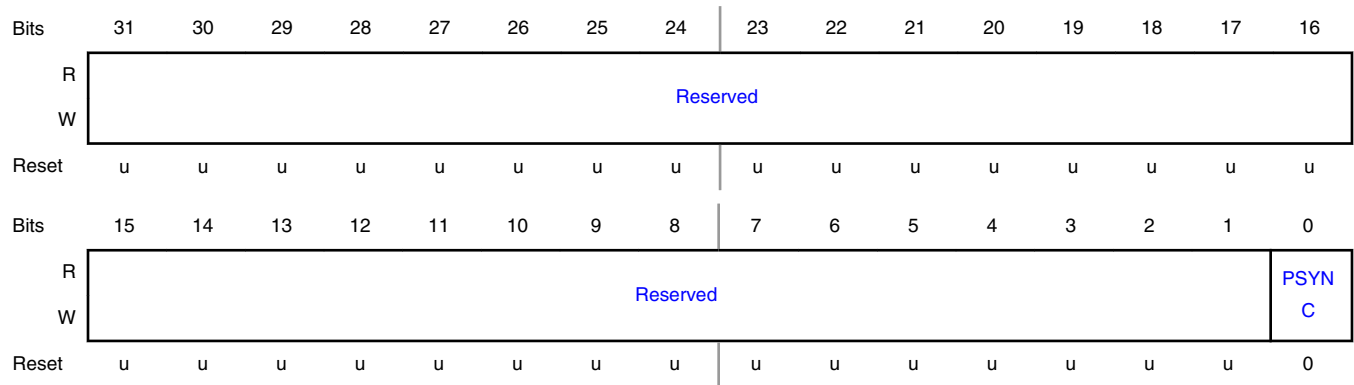 Bits 31 30 29 28 27 26 25 24 23 22 21 20 19 18 17 16
R
Reserved
W
Reset u u u u u u u u u u u u u u u u
Bits 15 14 13 12 11 10 9 8 7 6 5 4 3 2 1 0
R
Reserved
PSYN
C
W
Reset u u u u u u u u u u u u u u u 0